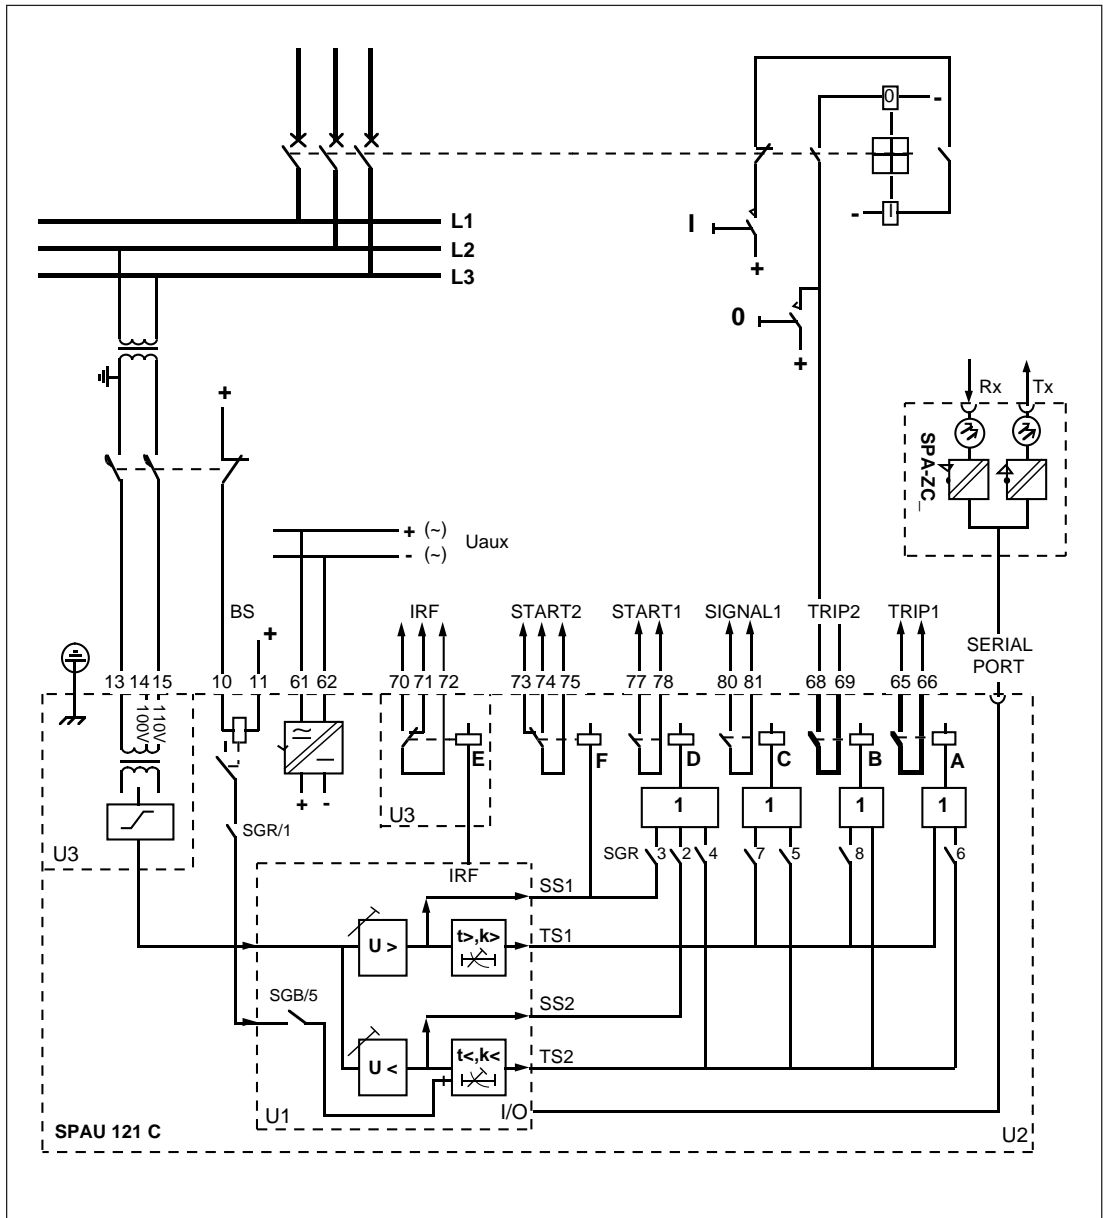 0 -
L1
I
- I
L2
+
L3
0
+
Rx Tx
+
SPA-ZC_
+ (~)
Uaux
- (~)
BS IRF START2 START1 SIGNAL1 TRIP2 TRIP1
+
SERIAL
PORT
13 14 15 10 11 61 62 70 71 72 73 74 75 77 78 80 81 68 69 65 66
100V
110V
E F D C B A
+ -
1 1 1 1
U3
SGR/1
U3
SGR 3 2 4 7 5 8 6
IRF
SS1
U >
t>,k>
TS1
SGB/5
SS2
U <
t<,k<
TS2
+
U1
I/O
SPAU 121 C
U2